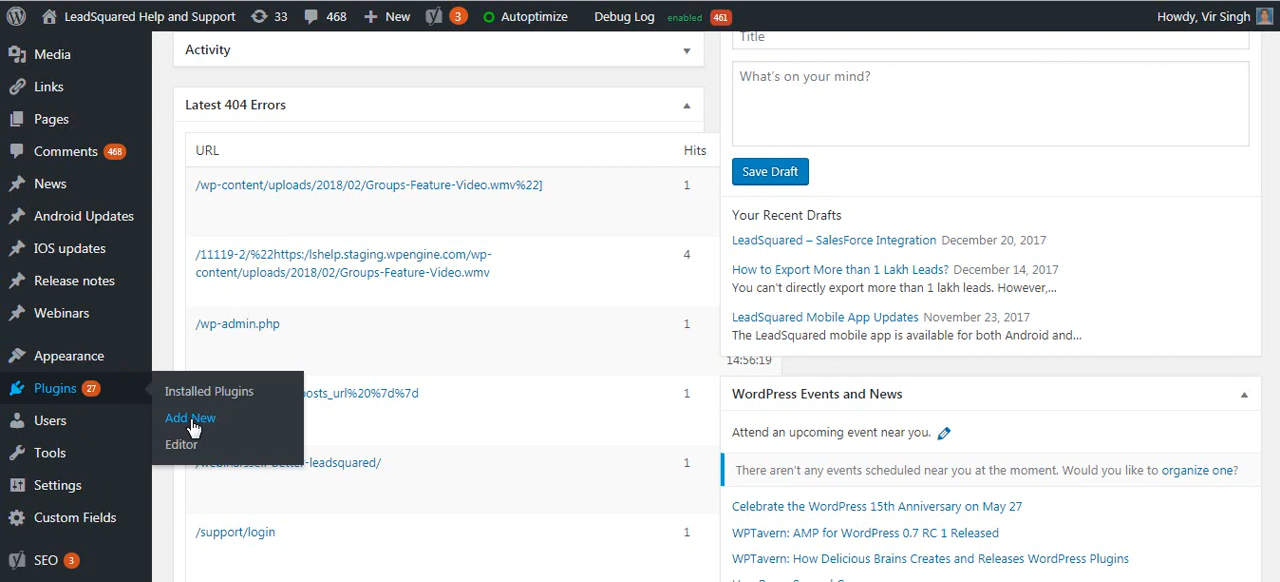 LeadSquared Help and Support 33 468 New 3 Autoptimize Debug Log enabled 461 Howdy, Vir Singh
Media
Links
Pages
Comments 468
News
Android Updates
IOS updates
Release notes
Webinars
Appearance
Plugins 27
Users
Tools
Settings
Custom Fields
SEO 3
Installed Plugins
Add New
Editor
Activity
Latest 404 Errors
URL Hits
/wp-content/uploads/2018/02/Groups-Feature-Video.wmv%22] 1
/11119-2/%22https:/lshelp.staging.wpengine.com/wp-
content/uploads/2018/02/Groups-Feature-Video.wmv 4
/wp-admin.php 1
posts_url%20%7d%7d 1
/webinarsself-better-leadsquared/ 1
/support/login 1
Title
What's on your mind?
Save Draft
Your Recent Drafts
LeadSquared – SalesForce Integration December 20, 2017
How to Export More than 1 Lakh Leads? December 14, 2017
You can't directly export more than 1 lakh leads. However,...
LeadSquared Mobile App Updates November 23, 2017
The LeadSquared mobile app is available for both Android and...
14:56:19
WordPress Events and News
Attend an upcoming event near you.
There aren't any events scheduled near you at the moment. Would you like to organize one?
Celebrate the WordPress 15th Anniversary on May 27
WPTavern: AMP for WordPress 0.7 RC 1 Released
WPTavern: How Delicious Brains Creates and Releases WordPress Plugins